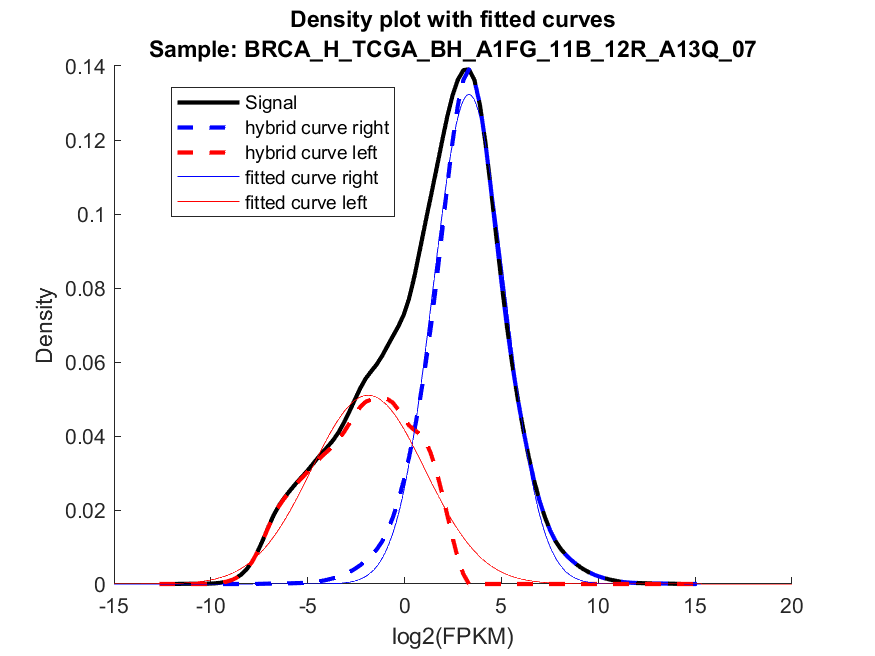 Density plot with fitted curves
Sample: BRCA_H_TCGA_BH_A1FG_11B_12R_A13Q_07
0.14
0.12
0.1
0.08
0.06
0.04
0.02
0
Density
Signal
hybrid curve right
hybrid curve left
fitted curve right
fitted curve left
-15
-10
-5
0
5
10
15
20
log2(FPKM)